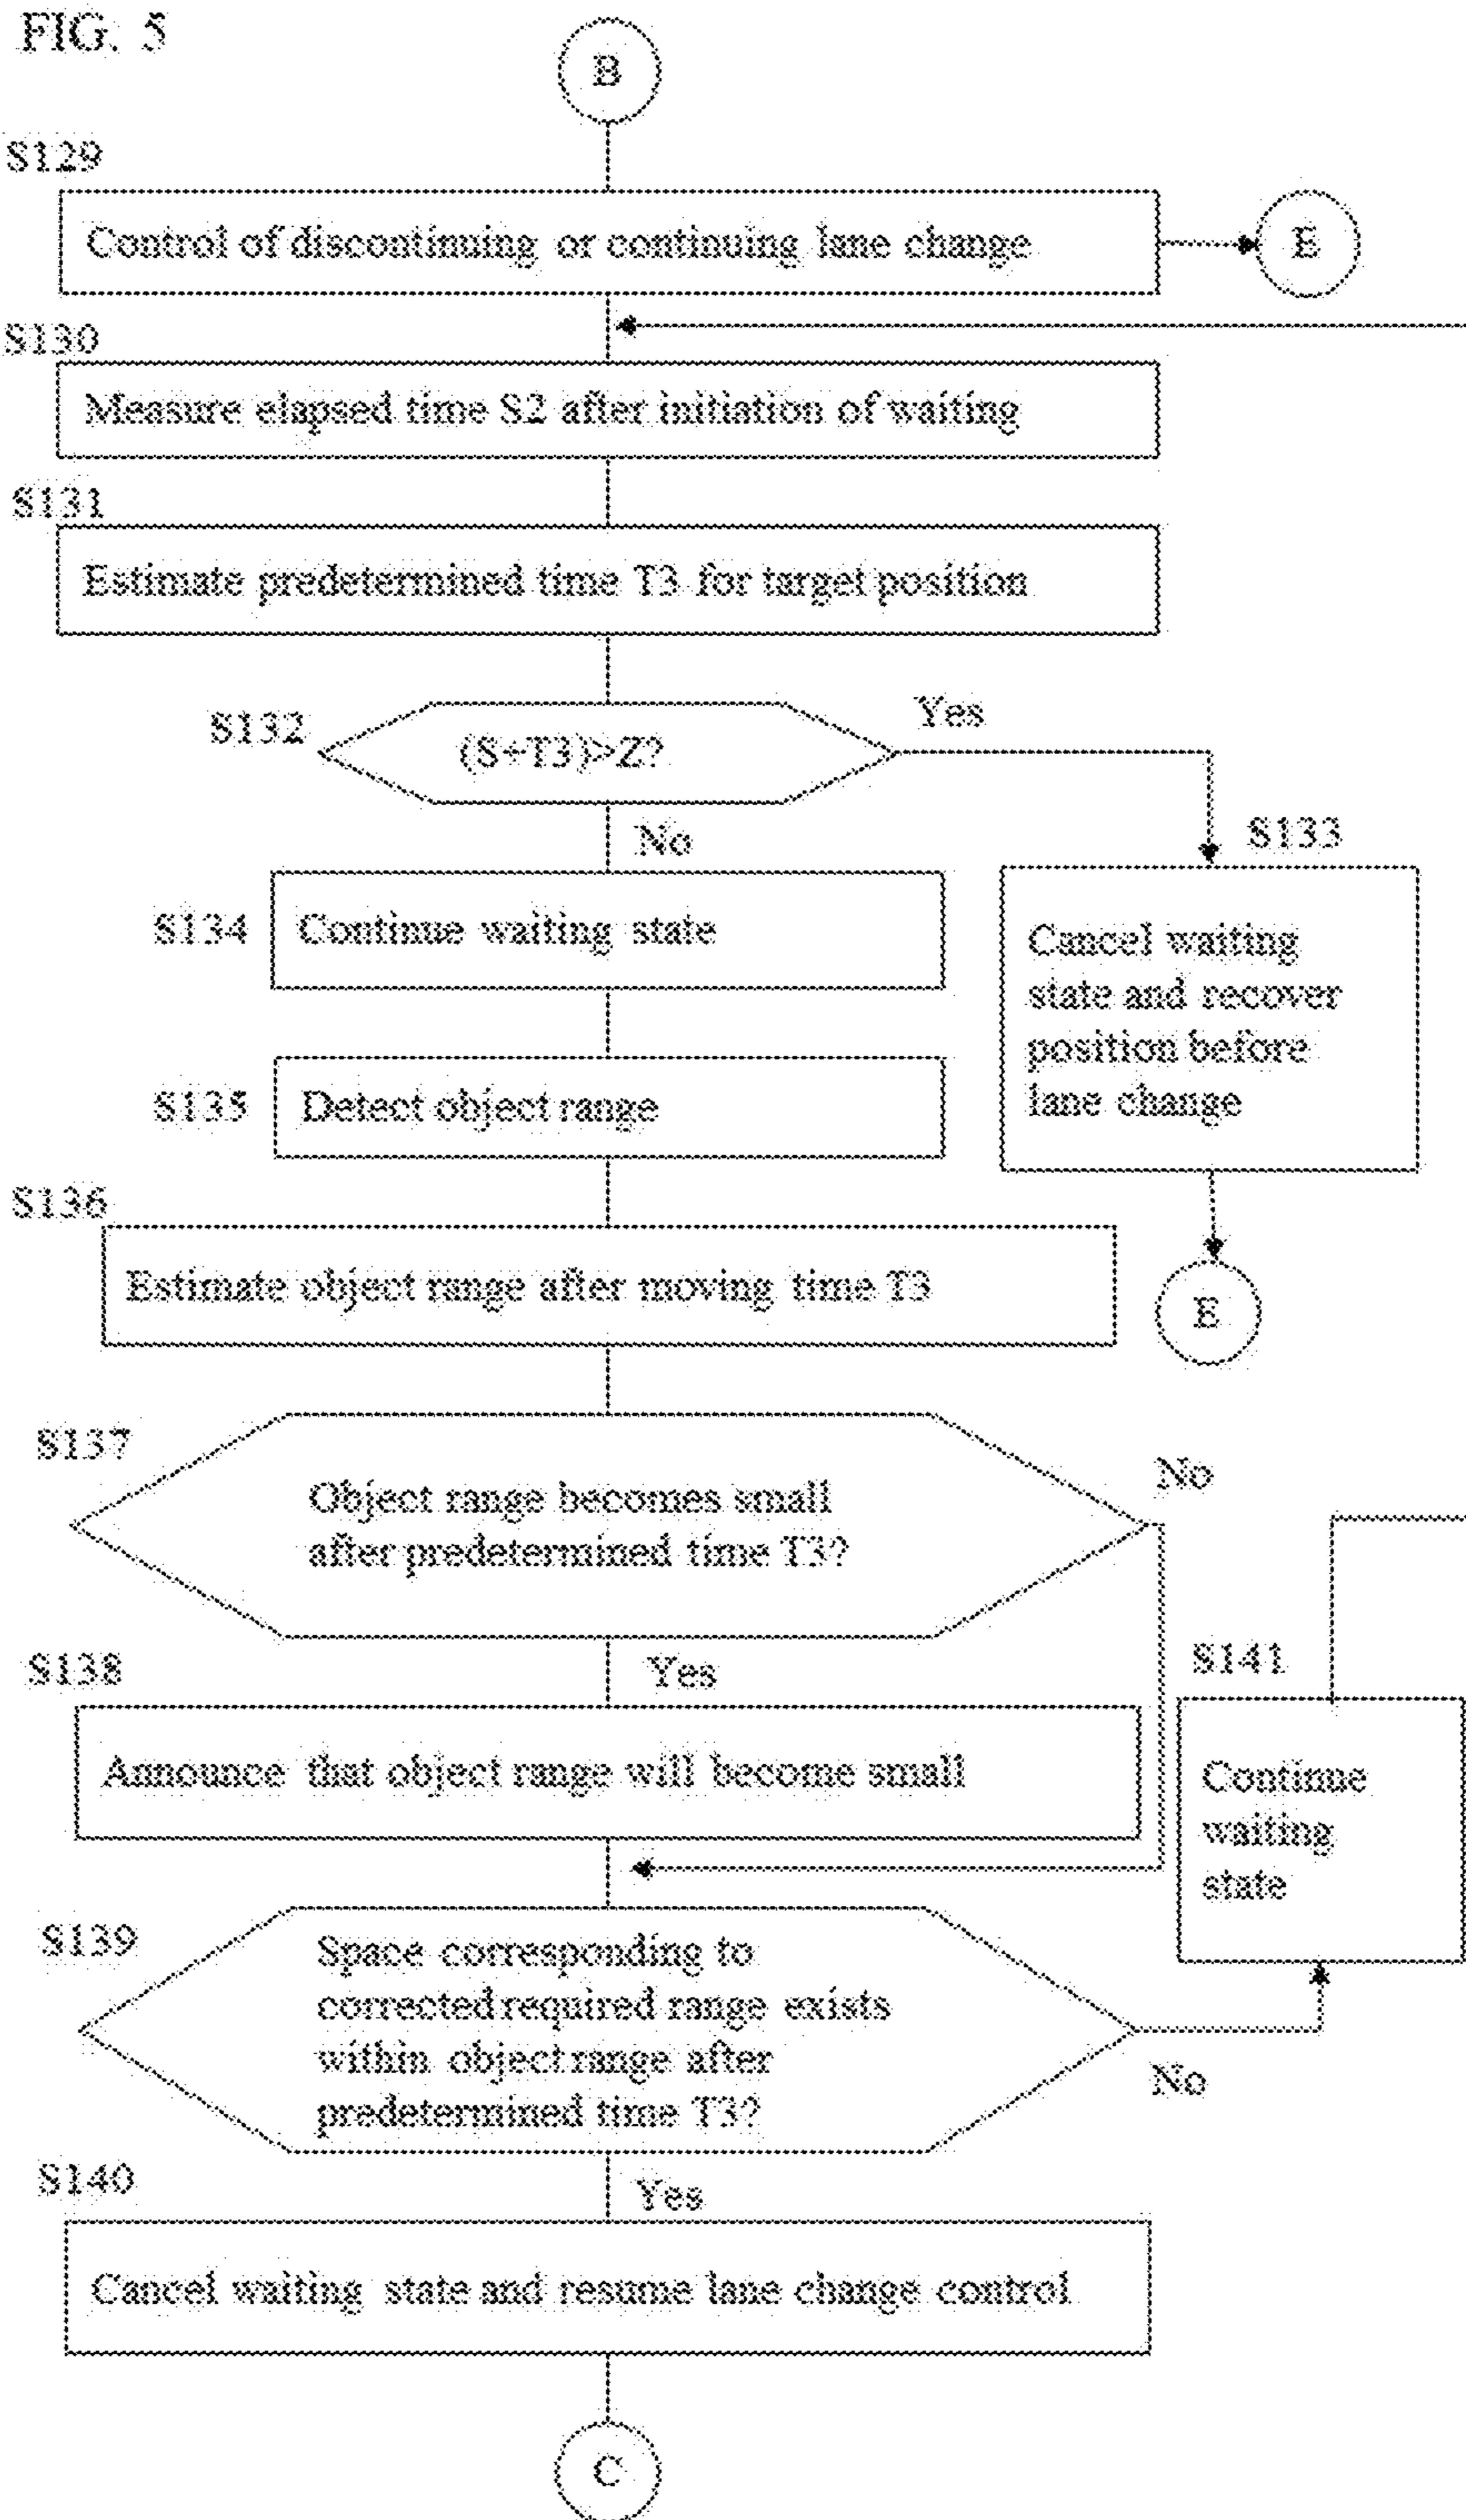 FIG. 5
B
S129
Control of discontinuing or continuing lane change
E
S130
Measure elapsed time S2 after initiation of waiting
S131
Estimate predetermined time T3 for target position
S132
(S+T3)>Z?
Yes
No
S133
Cancel waiting
state and recover
position before
lane change
E
S134
Continue waiting state
S135
Detect object range
S136
Estimate object range after moving time T3
S137
Object range becomes small
after predetermined time T3?
No
Yes
S138
Announce that object range will become small
S141
Continue
waiting
state
S139
Space corresponding to
corrected required range exists
within object range after
predetermined time T3?
No
Yes
S140
Cancel waiting state and resume lane change control
C